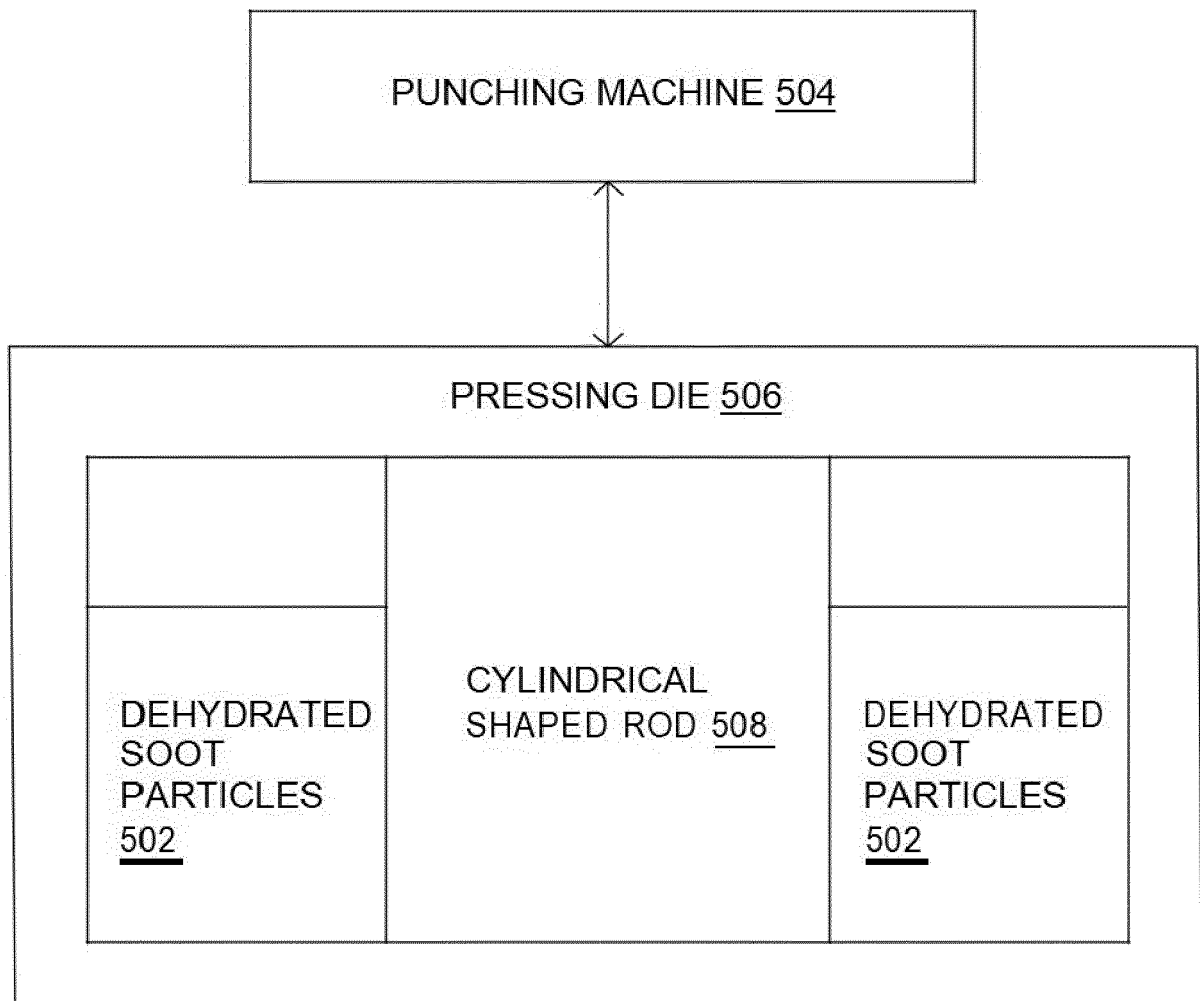 PUNCHING MACHINE 504
PRESSING DIE 506
CYLINDRICAL
SHAPED ROD 508
DEHYDRATED
SOOT
PARTICLES
502
DEHYDRATED
SOOT
PARTICLES
502